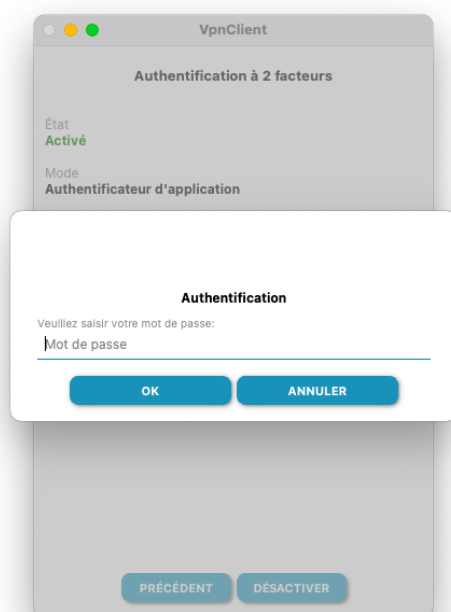 VpnClient
Authentification à 2 facteurs
État
Activé
Mode
Authentificateur d'application
Authentification
Veuillez saisir votre mot de passe:
Mot de passe
OK
ANNULER
PRÉCÉDENT
DÉSACTIVER